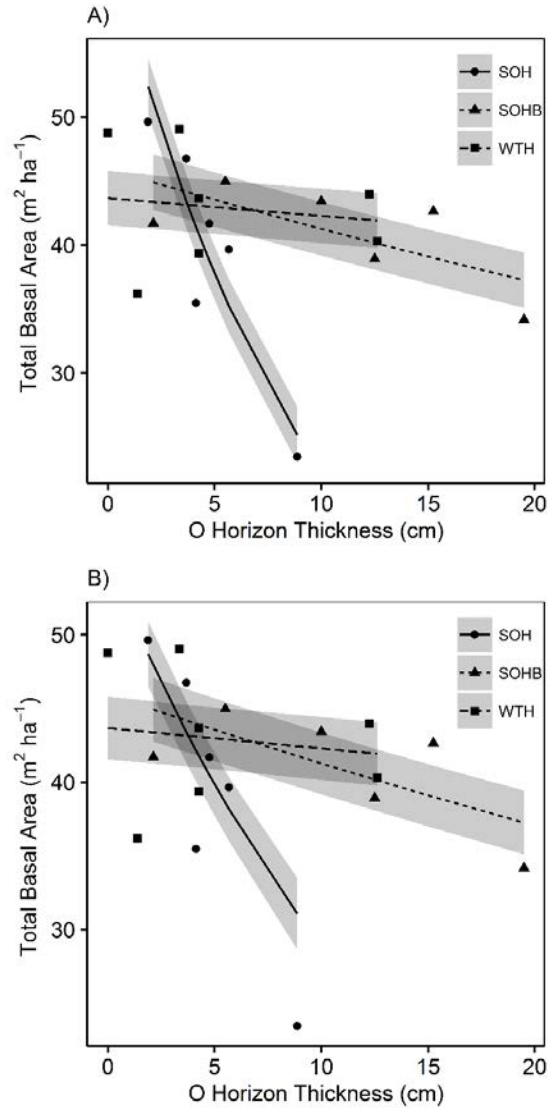 A)
Total Basal Area (m² ha⁻¹)
50
40
30
SOH
SOHB
WTH
0 5 10 15 20
O Horizon Thickness (cm)
B)
Total Basal Area (m² ha⁻¹)
50
40
30
SOH
SOHB
WTH
0 5 10 15 20
O Horizon Thickness (cm)